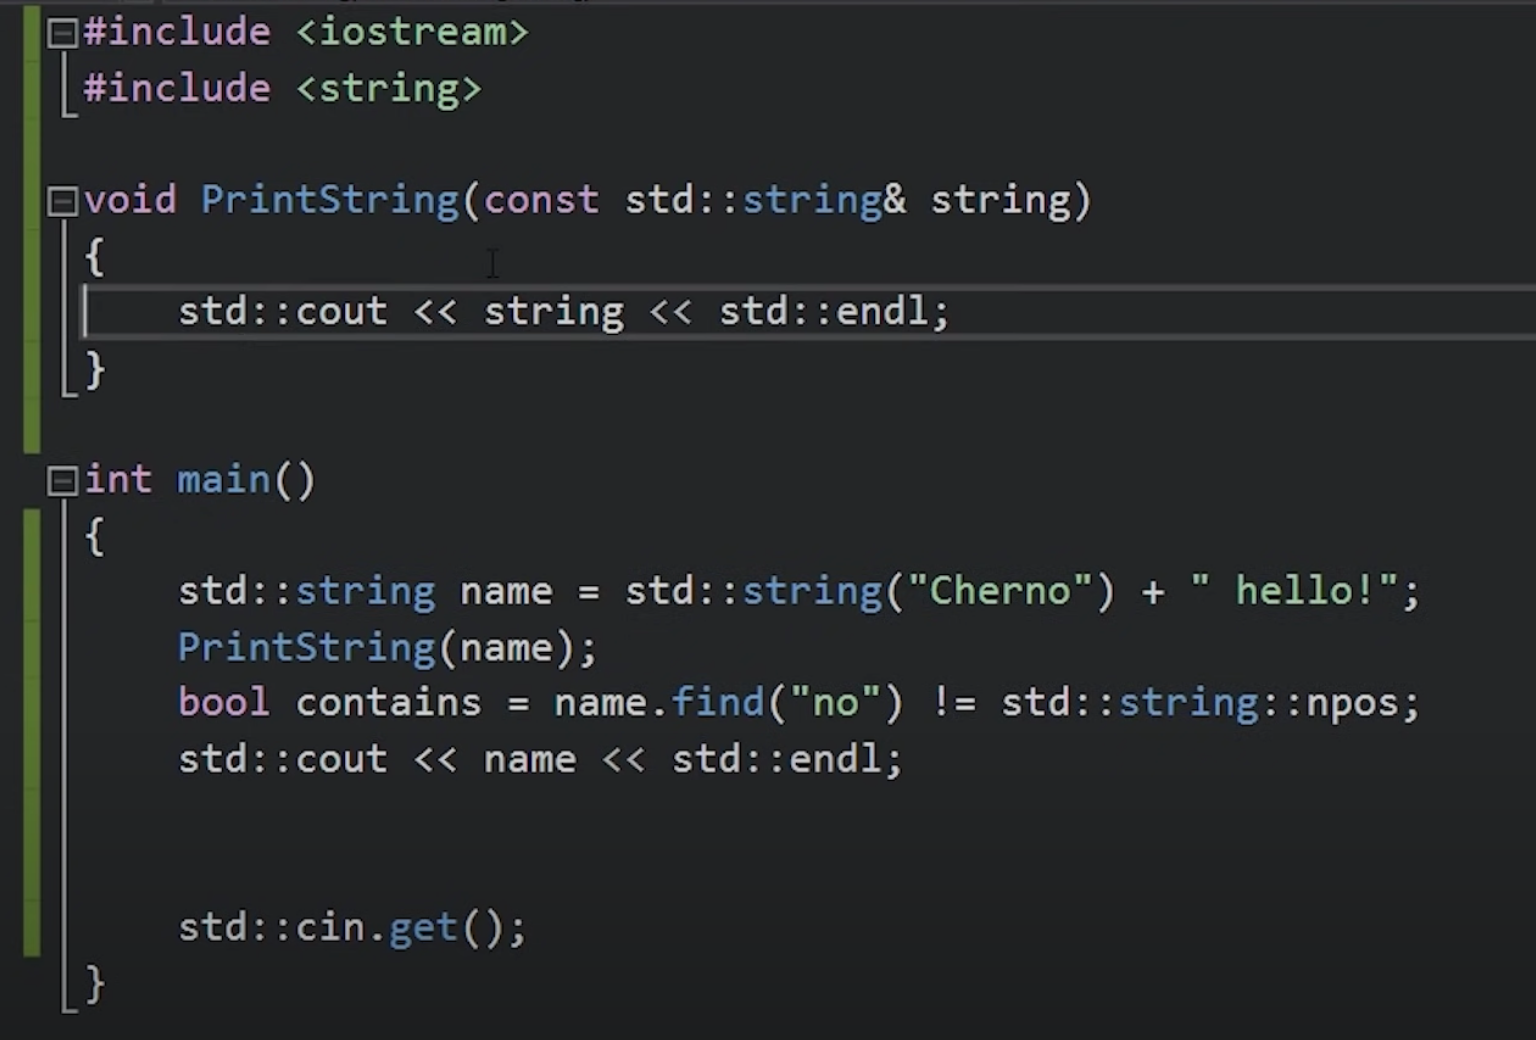 #include <iostream>
#include <string>
void PrintString(const std::string& string)
{
std::cout << string << std::endl;
}
int main()
{
std::string name = std::string("Cherno") + " hello!";
PrintString(name);
bool contains = name.find("no") != std::string::npos;
std::cout << name << std::endl;
std::cin.get();
}